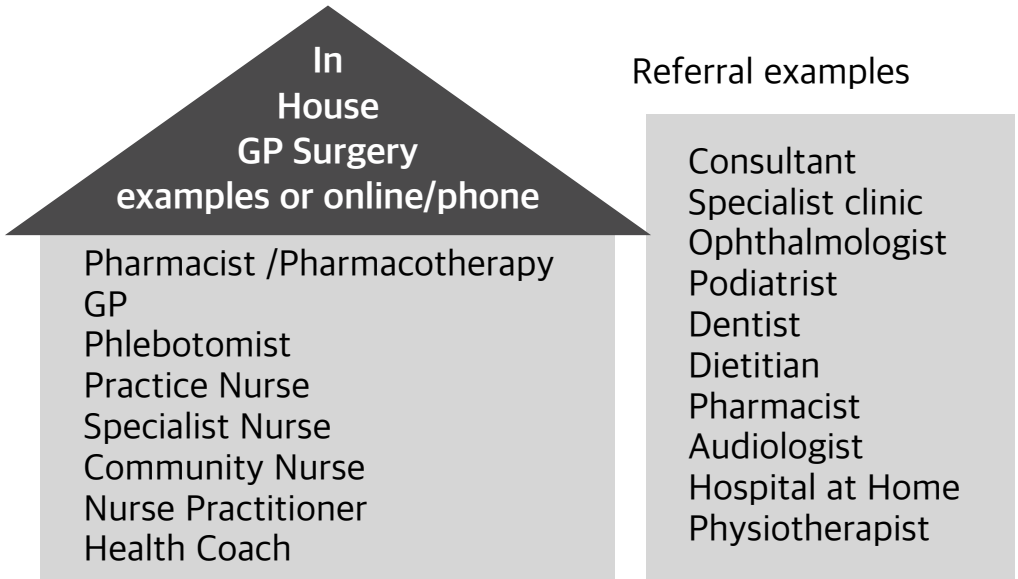 In
House
GP Surgery
examples or online/phone
Pharmacist /Pharmacotherapy
GP
Phlebotomist
Practice Nurse
Specialist Nurse
Community Nurse
Nurse Practitioner
Health Coach
Referral examples
Consultant
Specialist clinic
Ophthalmologist
Podiatrist
Dentist
Dietitian
Pharmacist
Audiologist
Hospital at Home
Physiotherapist